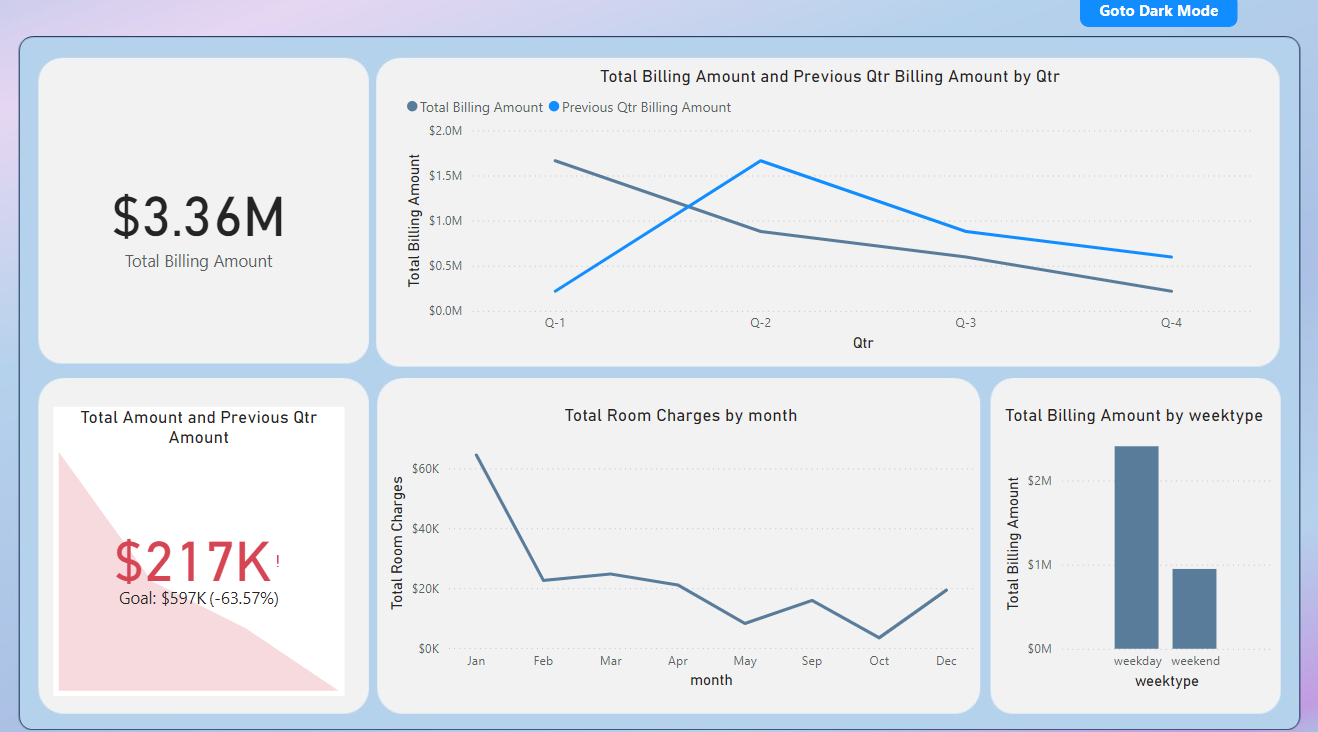 Goto Dark Mode
$3.36M
Total Billing Amount
Total Billing Amount and Previous Qtr Billing Amount by Qtr
Total Billing Amount
Previous Qtr Billing Amount
Total Billing Amount
$2.0M
$1.5M
$1.0M
$0.5M
$0.0M
Q-1
Q-2
Q-3
Q-4
Qtr
Total Amount and Previous Qtr
Amount
$217K!
Goal: $597K (-63.57%)
Total Room Charges by month
Total Room Charges
$60K
$40K
$20K
$0K
Jan
Feb
Mar
Apr
May
Sep
Oct
Dec
month
Total Billing Amount by weektype
Total Billing Amount
$2M
$1M
$0M
weekday
weekend
weektype